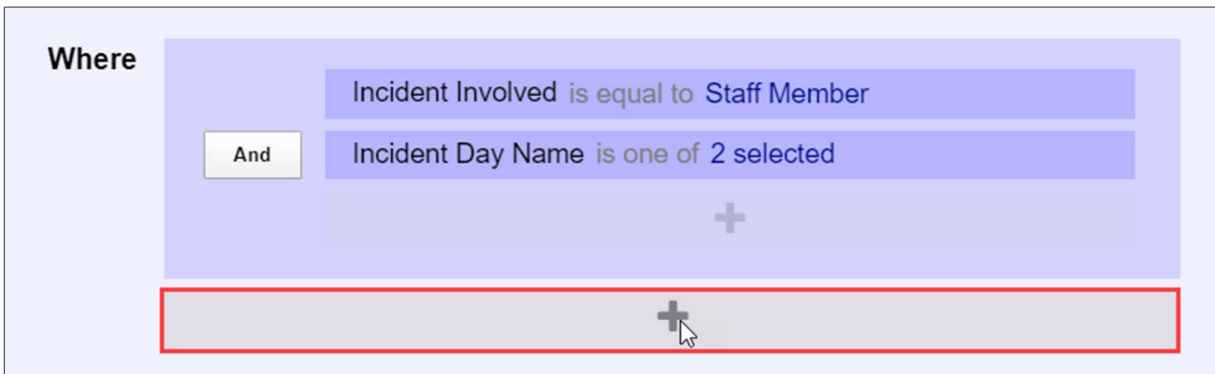 Where
Incident Involved is equal to Staff Member
And
Incident Day Name is one of 2 selected